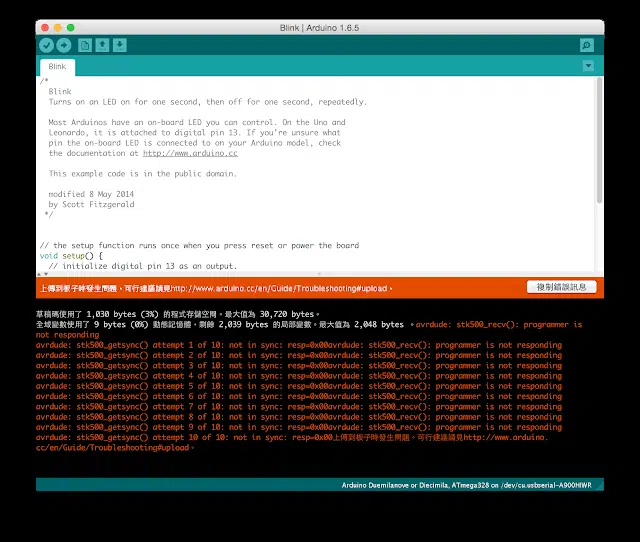 Blink | Arduino 1.6.5
Blink
/*
Blink
Turns on an LED on for one second, then off for one second, repeatedly.
Most Arduinos have an on-board LED you can control. On the Uno and
Leonardo, it is attached to digital pin 13. If you're unsure what
pin the on-board LED is connected to on your Arduino model, check
the documentation at http://www.arduino.cc
This example code is in the public domain.
modified 8 May 2014
by Scott Fitzgerald
*/
// the setup function runs once when you press reset or power the board
void setup() {
// initialize digital pin 13 as an output.
上傳到板子時發生問題。可行建議請見http://www.arduino.cc/en/Guide/Troubleshooting#upload。
複製錯誤訊息
草稿碼使用了 1,030 bytes (3%) 的程式存儲空間。最大值為 30,720 bytes。
全域變數使用了 9 bytes (0%) 動態記憶體。剩餘 2,039 bytes 的局部變數。最大值為 2,048 bytes 。avrdude: stk500_recv(): programmer is
not responding
avrdude: stk500_getsync() attempt 1 of 10: not in sync: resp=0x00avrdude: stk500_recv(): programmer is not responding
avrdude: stk500_getsync() attempt 2 of 10: not in sync: resp=0x00avrdude: stk500_recv(): programmer is not responding
avrdude: stk500_getsync() attempt 3 of 10: not in sync: resp=0x00avrdude: stk500_recv(): programmer is not responding
avrdude: stk500_getsync() attempt 4 of 10: not in sync: resp=0x00avrdude: stk500_recv(): programmer is not responding
avrdude: stk500_getsync() attempt 5 of 10: not in sync: resp=0x00avrdude: stk500_recv(): programmer is not responding
avrdude: stk500_getsync() attempt 6 of 10: not in sync: resp=0x00avrdude: stk500_recv(): programmer is not responding
avrdude: stk500_getsync() attempt 7 of 10: not in sync: resp=0x00avrdude: stk500_recv(): programmer is not responding
avrdude: stk500_getsync() attempt 8 of 10: not in sync: resp=0x00avrdude: stk500_recv(): programmer is not responding
avrdude: stk500_getsync() attempt 9 of 10: not in sync: resp=0x00avrdude: stk500_recv(): programmer is not responding
avrdude: stk500_getsync() attempt 10 of 10: not in sync: resp=0x00上傳到板子時發生問題。可行建議請見http://www.arduino.
cc/en/Guide/Troubleshooting#upload。
Arduino Duemilanove or Diecimila, ATmega328 on /dev/cu.usbserial-A900HIWR